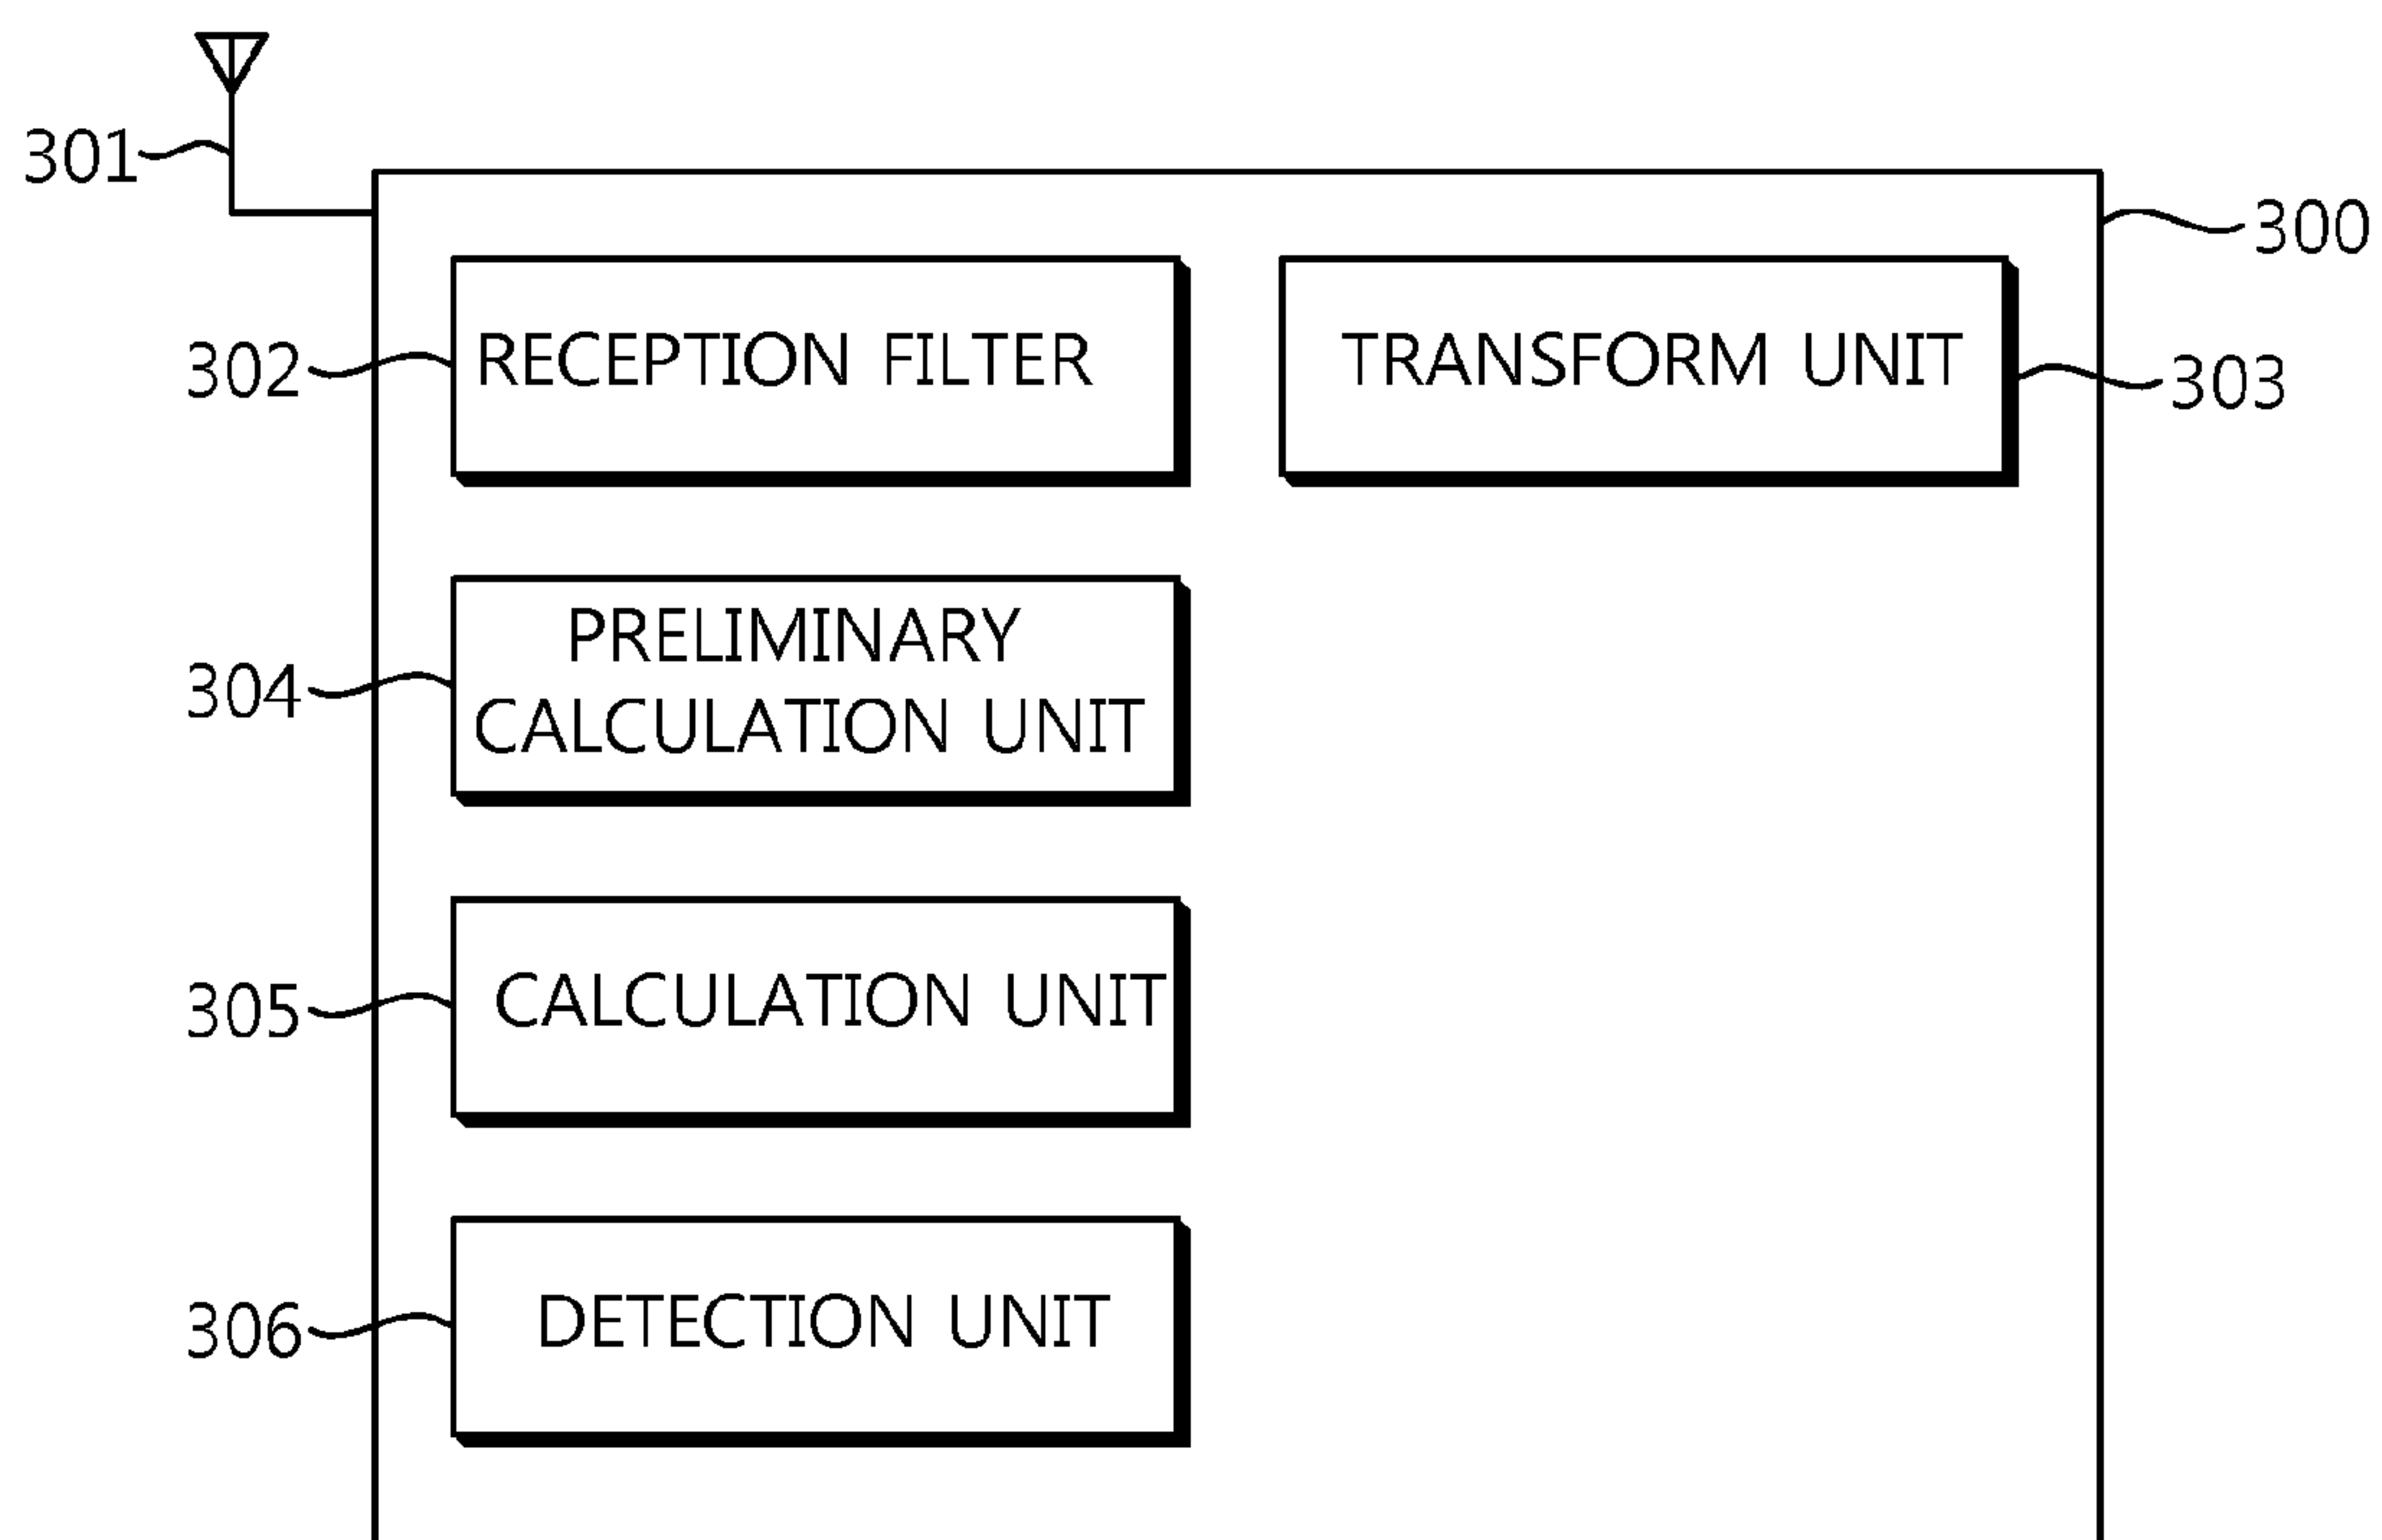 301
300
302
RECEPTION FILTER
TRANSFORM UNIT
303
304
PRELIMINARY
CALCULATION UNIT
305
CALCULATION UNIT
306
DETECTION UNIT